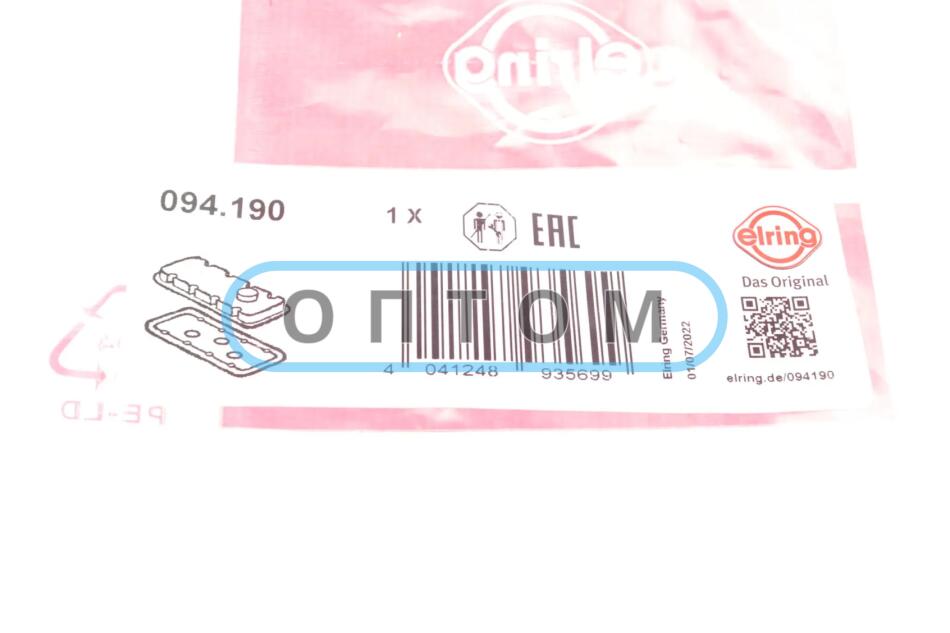 elring
094.190
1 X
EAC
elring
Das Original
ОПТОМ
4 041248 935699
Elring Germany
01/07/2022
elring.de/094190
PE-LD